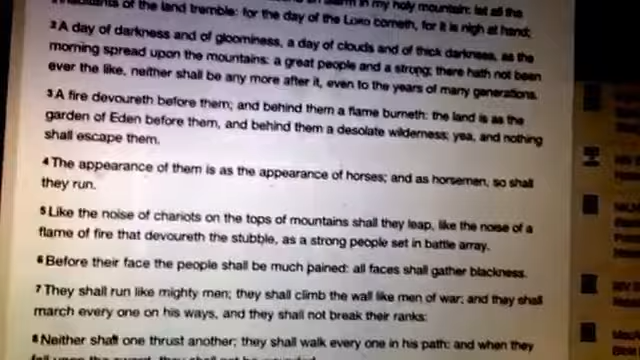 of the land tremble: for the day of the LORD cometh, for it is nigh at hand;
2 A day of darkness and of gloominess, a day of clouds and of thick darkness, as the
morning spread upon the mountains: a great people and a strong; there hath not been
ever the like, neither shall be any more after it, even to the years of many generations.
3 A fire devoureth before them; and behind them a flame burneth: the land is as the
garden of Eden before them, and behind them a desolate wilderness; yea, and nothing
shall escape them.
4 The appearance of them is as the appearance of horses; and as horsemen, so shall
they run.
5 Like the noise of chariots on the tops of mountains shall they leap, like the noise of a
flame of fire that devoureth the stubble, as a strong people set in battle array.
6 Before their face the people shall be much pained: all faces shall gather blackness.
7 They shall run like mighty men; they shall climb the wall like men of war; and they shall
march every one on his ways, and they shall not break their ranks:
8 Neither shall one thrust another; they shall walk every one in his path: and when they